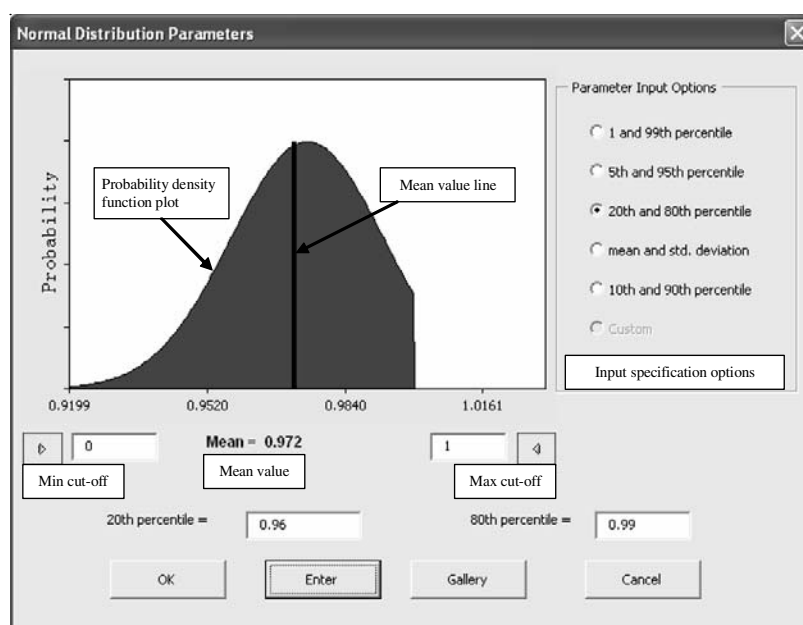 Normal Distribution Parameters
Parameter Input Options
1 and 99th percentile
5th and 95th percentile
20th and 80th percentile
mean and std. deviation
10th and 90th percentile
Custom
Input specification options
Probability
Probability density
function plot
Mean value line
0.9199 0.9520 0.9840 1.0161
0 Mean = 0.972 1
Min cut-off Mean value Max cut-off
20th percentile = 0.96 80th percentile = 0.99
OK Enter Gallery Cancel